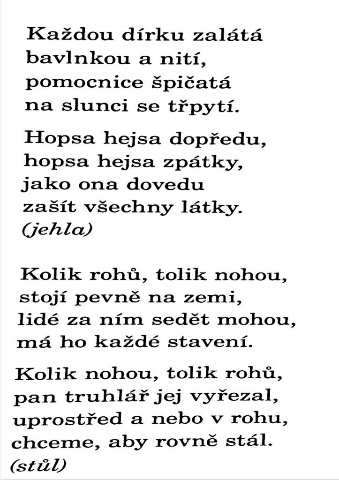 Každou dírku zalátá
bavlnkou a nití,
pomocnice špičatá
na slunci se třpytí.
Hopsa hejsa dopředu,
hopsa hejsa zpátky,
jako ona dovedu
zašít všechny látky.
(jehla)
Kolik rohů, tolik nohou,
stojí pevně na zemi,
lidé za ním sedět mohou,
má ho každé stavení.
Kolik nohou, tolik rohů,
pan truhlář jej vyřezal,
uprostřed a nebo v rohu,
chceme, aby rovně stál.
(stůl)